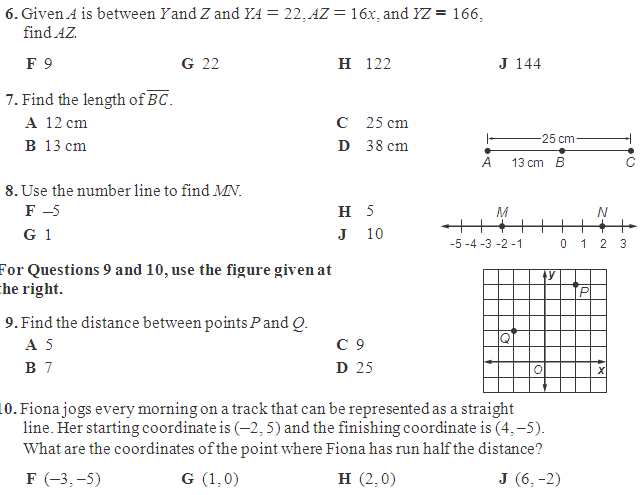 6. Given A is between Y and Z and YA = 22, AZ = 16x, and YZ = 166,
find AZ.
F 9 G 22 H 122 J 144
7. Find the length of B̅C̅.
A 12 cm C 25 cm
B 13 cm D 38 cm
25 cm
A 13 cm B C
8. Use the number line to find MN.
F –5 H 5
G 1 J 10
M N
-5 -4 -3 -2 -1 0 1 2 3
For Questions 9 and 10, use the figure given at
the right.
y
P
Q
O x
9. Find the distance between points P and Q.
A 5 C 9
B 7 D 25
10. Fiona jogs every morning on a track that can be represented as a straight
line. Her starting coordinate is (–2, 5) and the finishing coordinate is (4, –5).
What are the coordinates of the point where Fiona has run half the distance?
F (–3, –5) G (1, 0) H (2, 0) J (6, –2)